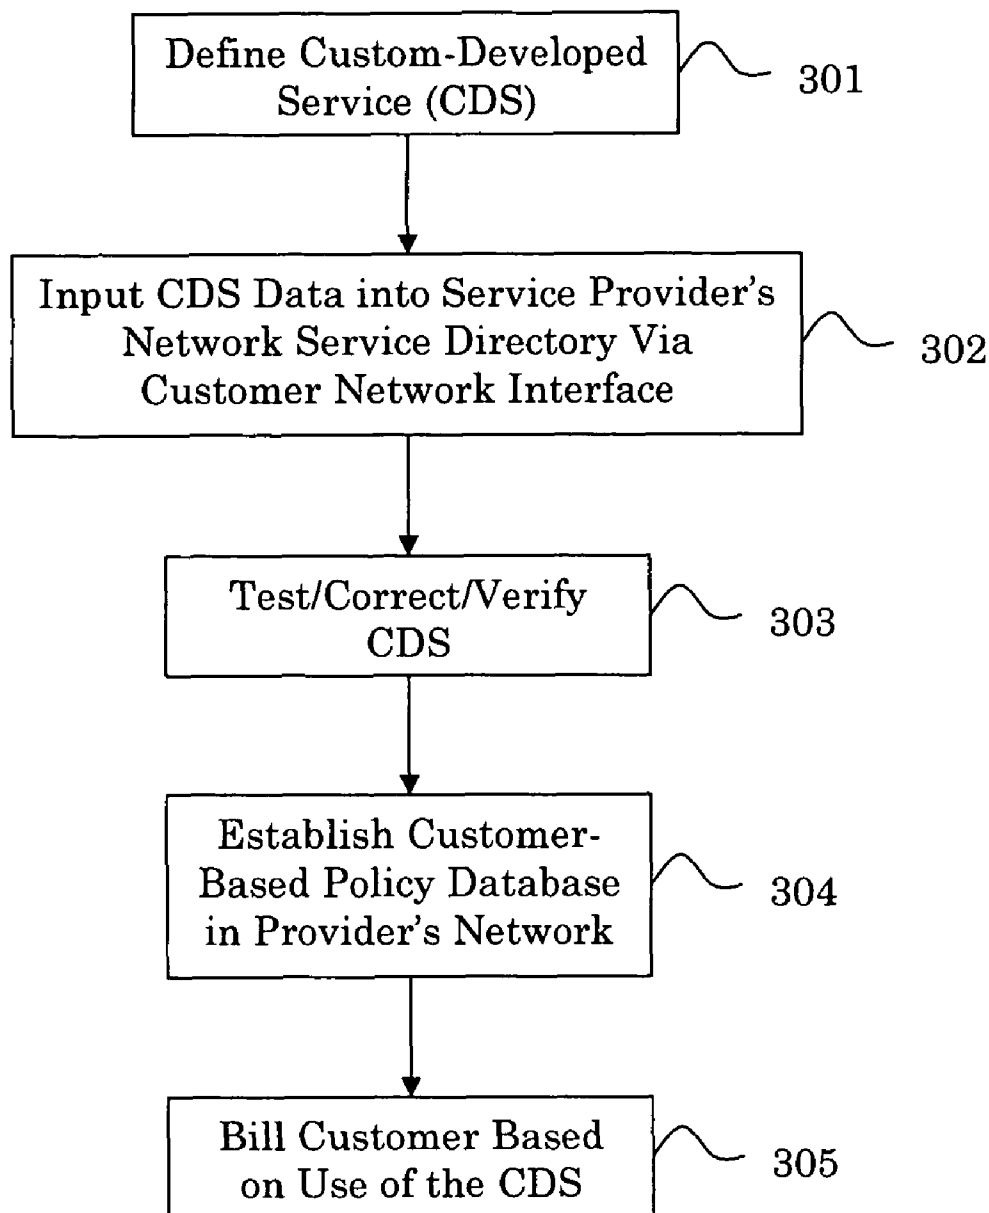 Define Custom-Developed
Service (CDS)
301
Input CDS Data into Service Provider's
Network Service Directory Via
Customer Network Interface
302
Test/Correct/Verify
CDS
303
Establish Customer-
Based Policy Database
in Provider's Network
304
Bill Customer Based
on Use of the CDS
305